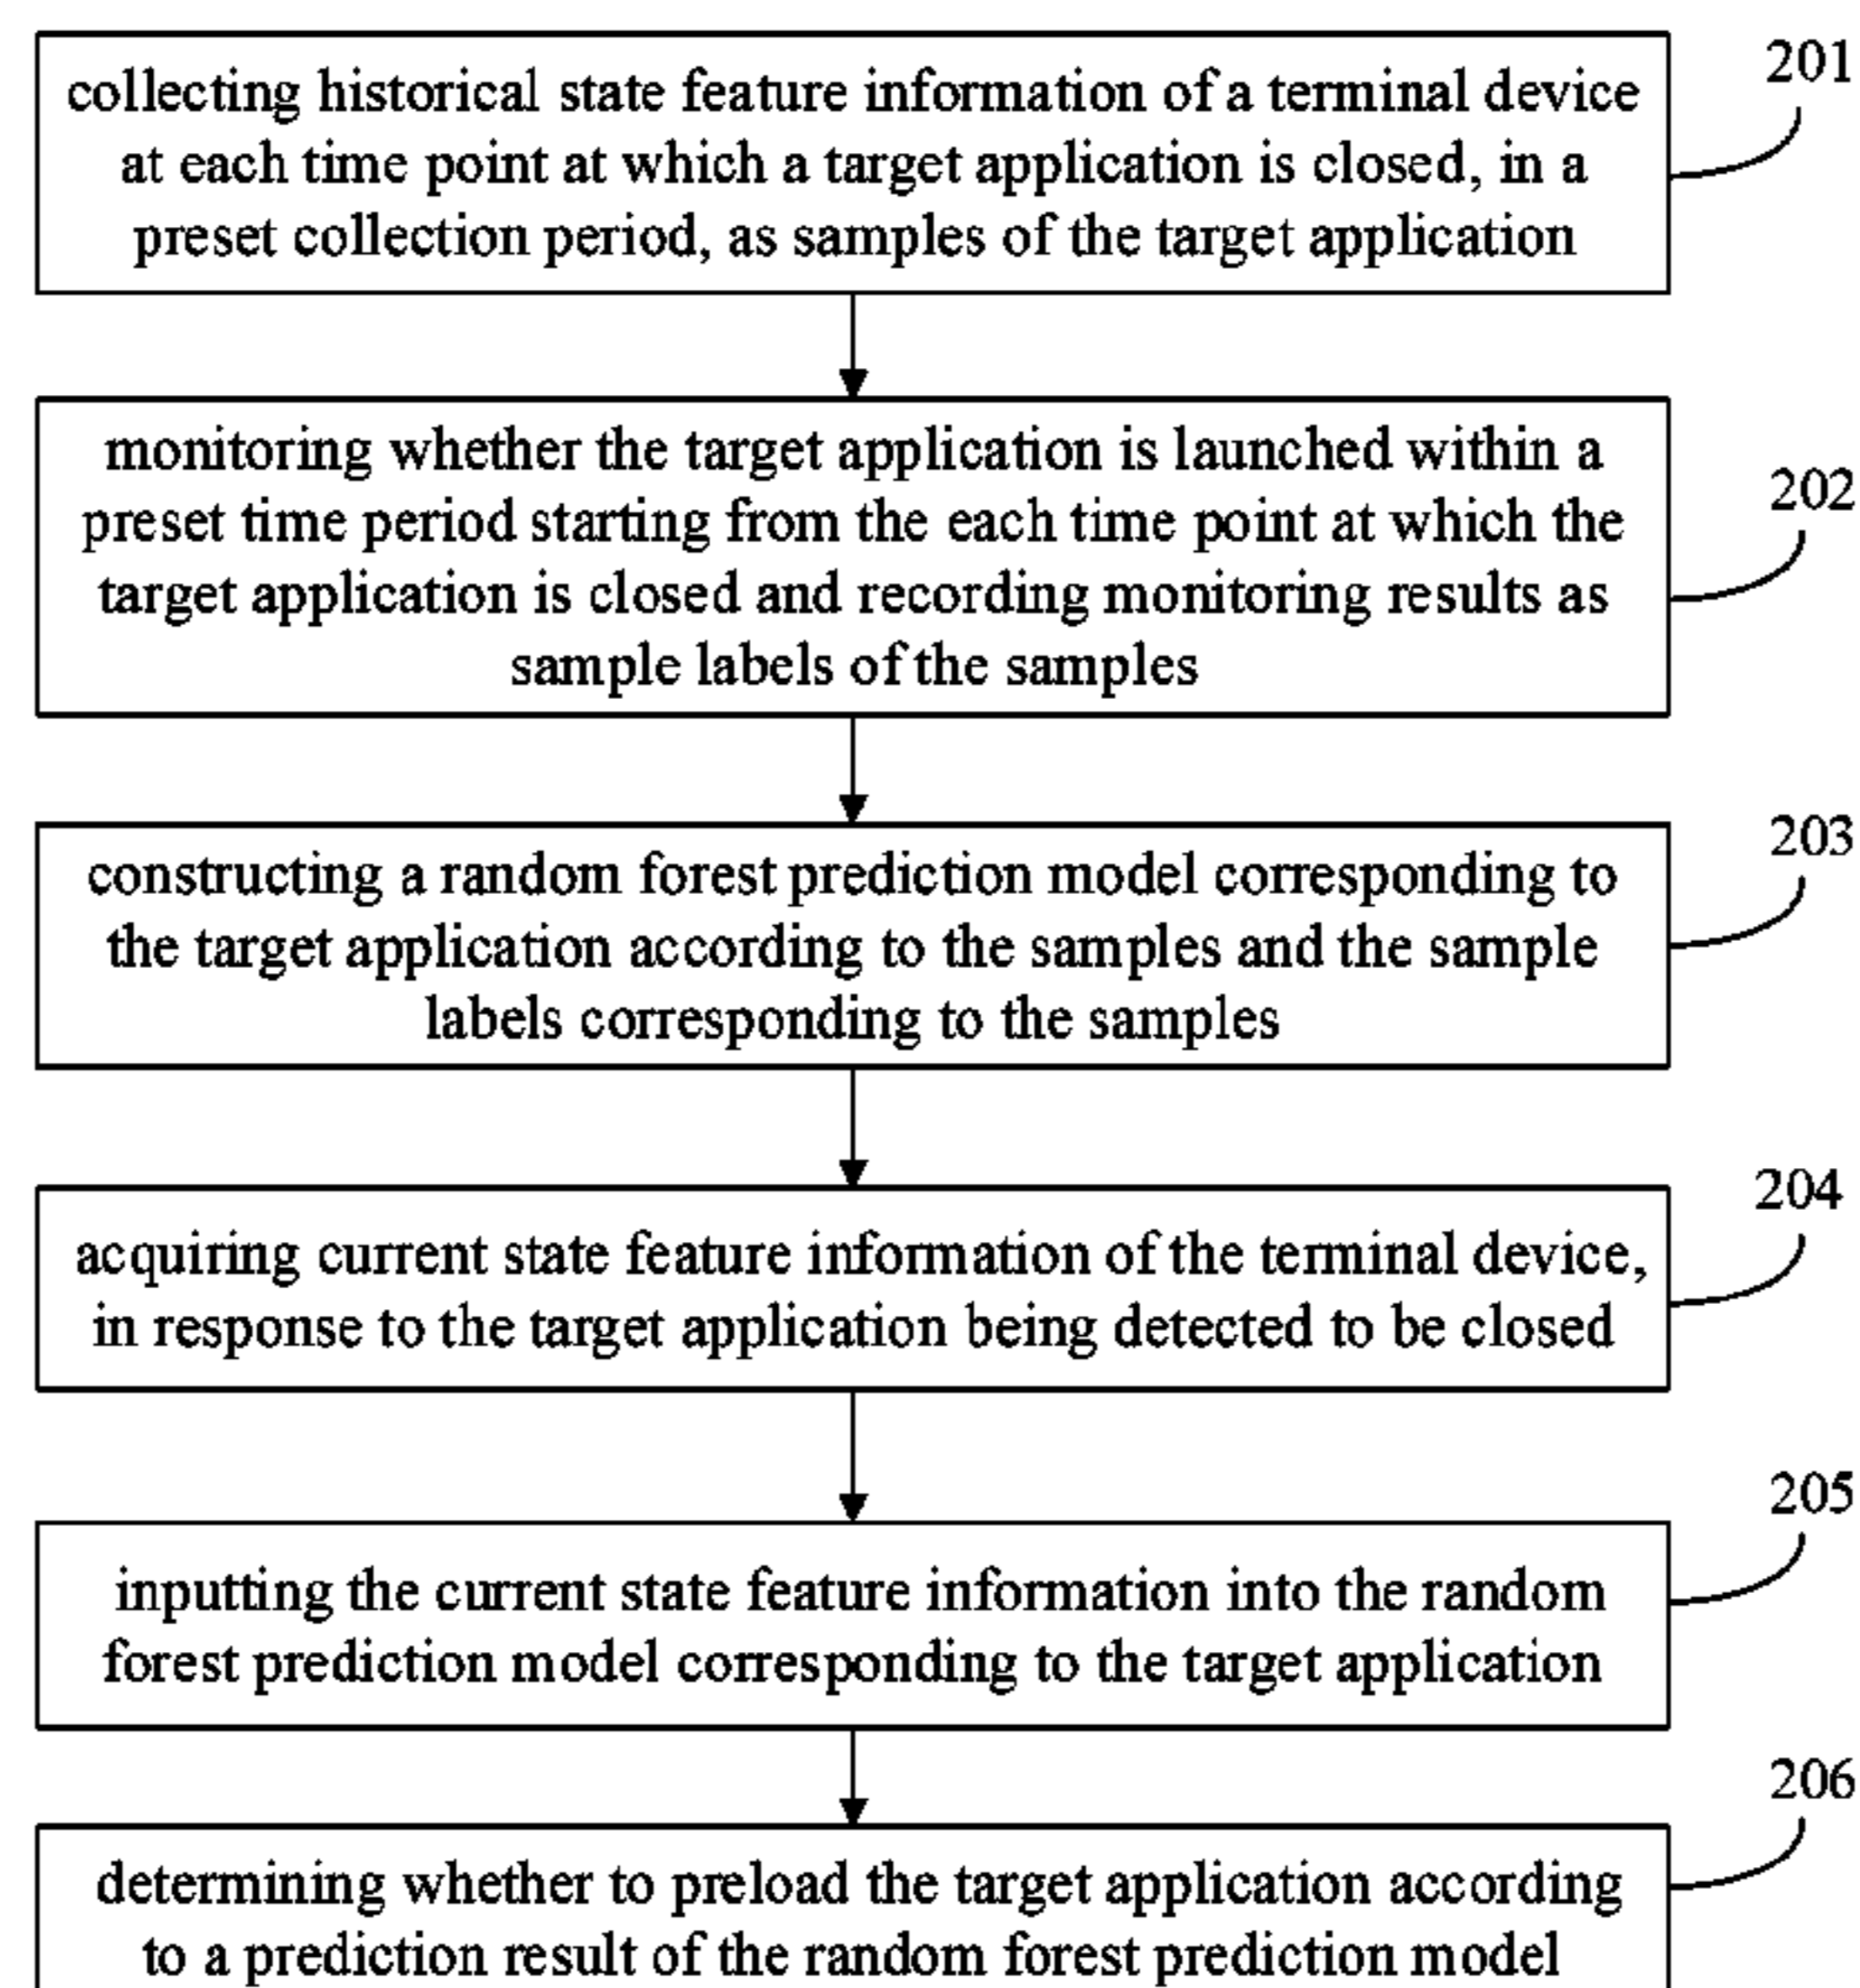 collecting historical state feature information of a terminal device
at each time point at which a target application is closed, in a
preset collection period, as samples of the target application
201
monitoring whether the target application is launched within a
preset time period starting from the each time point at which the
target application is closed and recording monitoring results as
sample labels of the samples
202
constructing a random forest prediction model corresponding to
the target application according to the samples and the sample
labels corresponding to the samples
203
acquiring current state feature information of the terminal device,
in response to the target application being detected to be closed
204
inputting the current state feature information into the random
forest prediction model corresponding to the target application
205
determining whether to preload the target application according
to a prediction result of the random forest prediction model
206